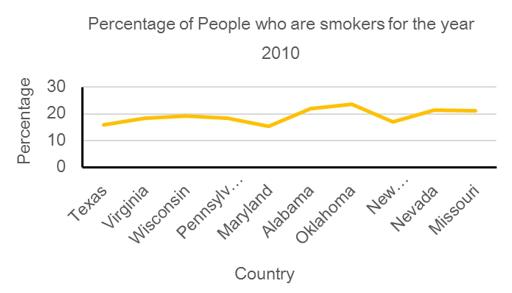 Percentage of People who are smokers for the year
2010
Percentage
30
20
10
0
Texas
Virginia
Wisconsin
Pennsylv…
Maryland
Alabama
Oklahoma
New…
Nevada
Missouri
Country